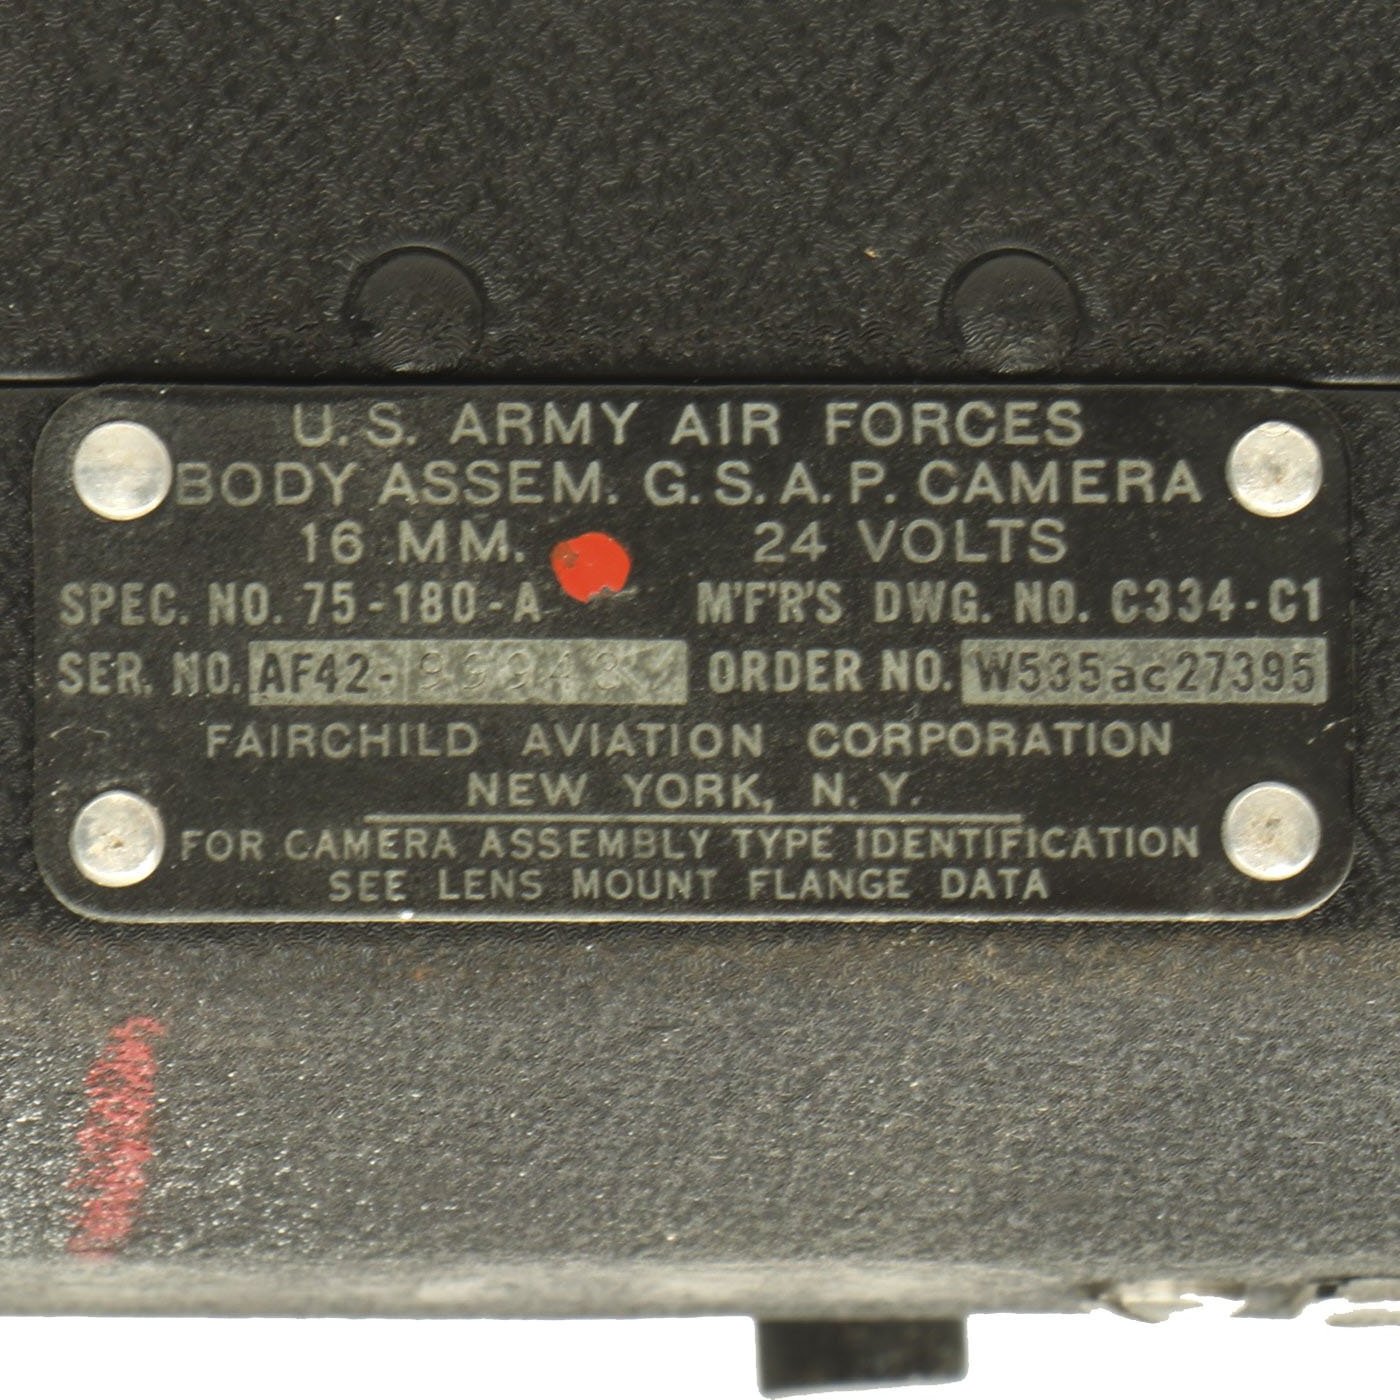 U.S. ARMY AIR FORCES
BODY ASSEM. G.S.A.P. CAMERA
16 MM. 24 VOLTS
SPEC. NO. 75-180-A M'F'R'S DWG. NO. C334-C1
SER. NO. AF42- ORDER NO. W535ac27395
FAIRCHILD AVIATION CORPORATION
NEW YORK, N.Y.
FOR CAMERA ASSEMBLY TYPE IDENTIFICATION
SEE LENS MOUNT FLANGE DATA